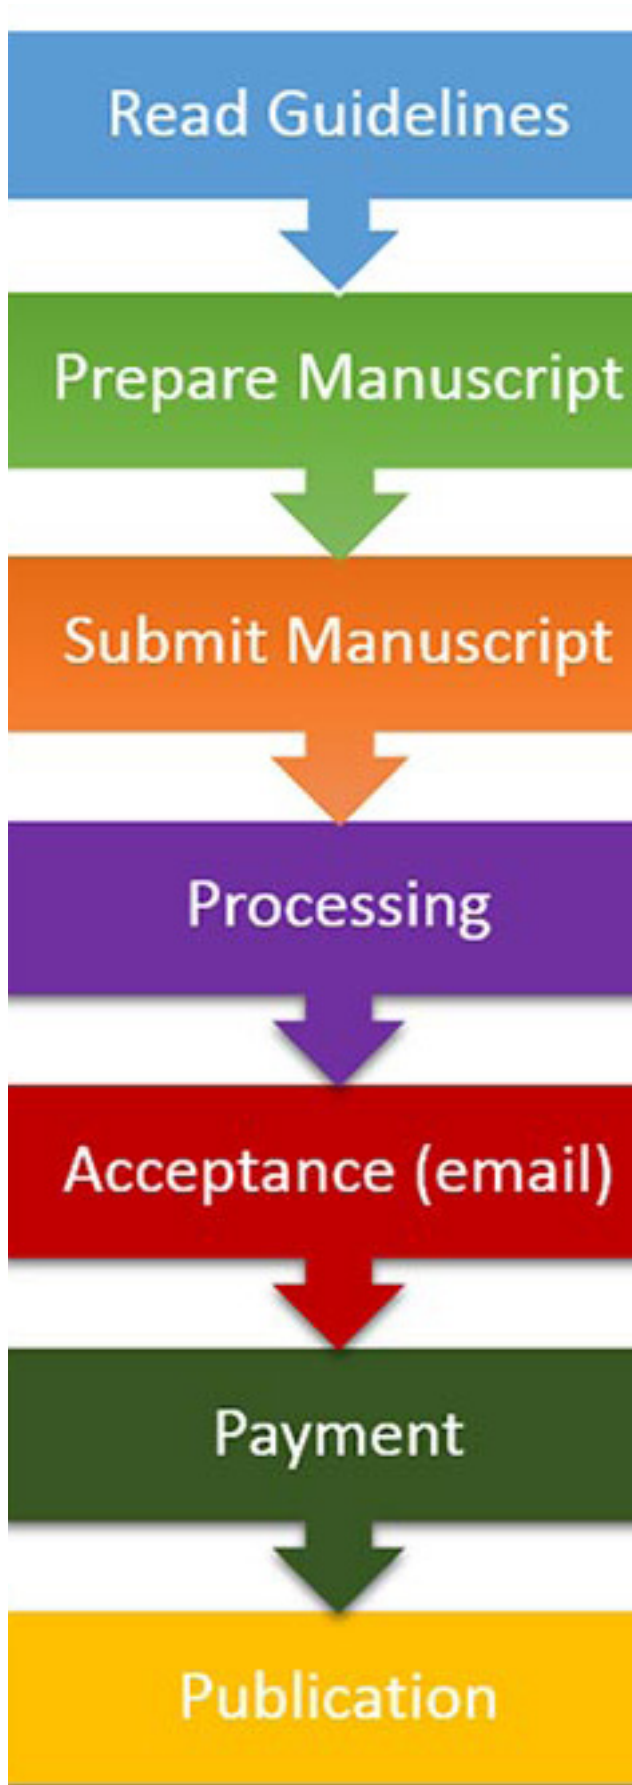 Read Guidelines
Prepare Manuscript
Submit Manuscript
Processing
Acceptance (email)
Payment
Publication